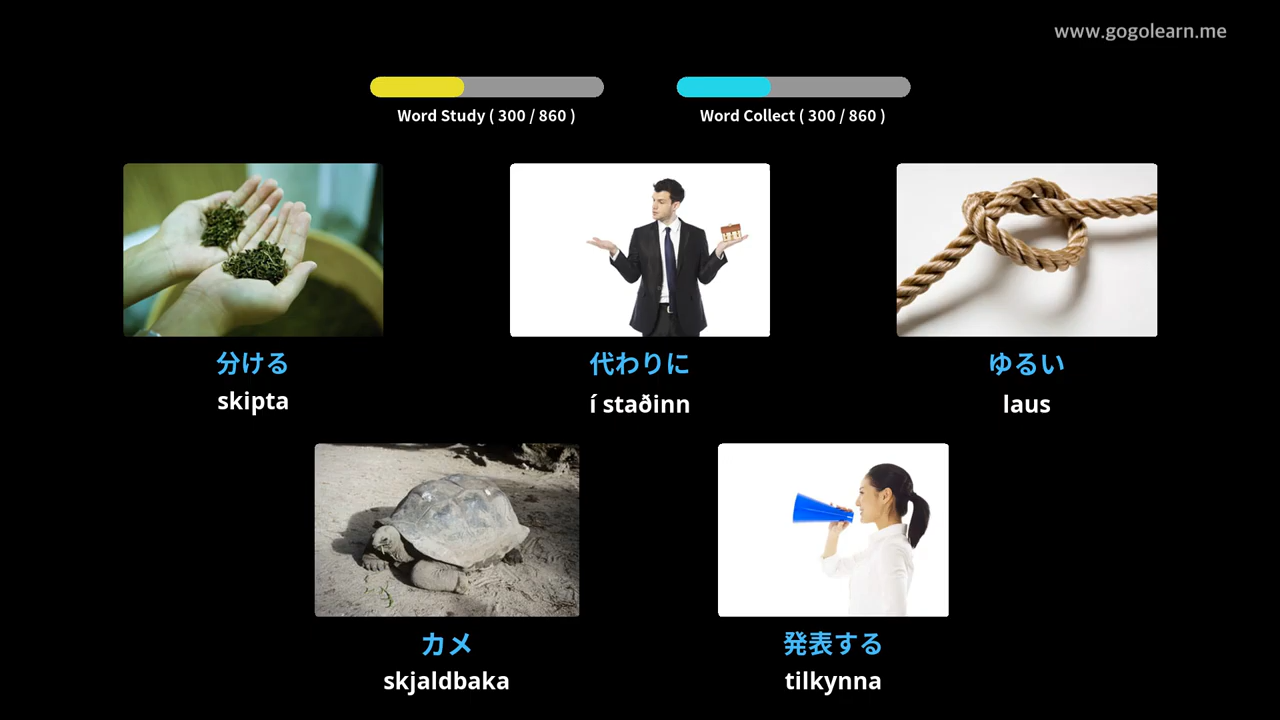 www.gogolearn.me
Word Study ( 300 / 860 )
Word Collect ( 300 / 860 )
分ける
skipta
代わりに
í staðinn
ゆるい
laus
カメ
skjaldbaka
発表する
tilkynna